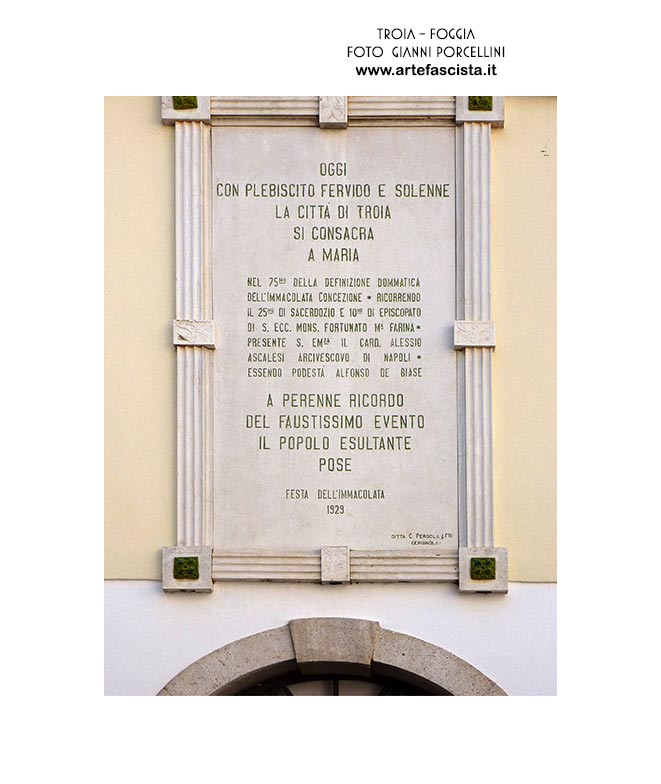 TROIA – FOGGIA
FOTO GIANNI PORCELLINI
www.artefascista.it
OGGI
CON PLEBISCITO FERVIDO E SOLENNE
LA CITTÀ DI TROIA
SI CONSACRA
A MARIA
NEL 75MO DELLA DEFINIZIONE DOMMATICA
DELL'IMMACOLATA CONCEZIONE * RICORRENDO
IL 25MO DI SACERDOZIO E 10MO DI EPISCOPATO
DI S. ECC. MONS. FORTUNATO Mª FARINA *
PRESENTE S. EMZA IL CARD. ALESSIO
ASCALESI ARCIVESCOVO DI NAPOLI *
ESSENDO PODESTÀ ALFONSO DE BIASE
A PERENNE RICORDO
DEL FAUSTISSIMO EVENTO
IL POPOLO ESULTANTE
POSE
FESTA DELL'IMMACOLATA
1929
DITTA C. PERGOLA
CERIGNOLA